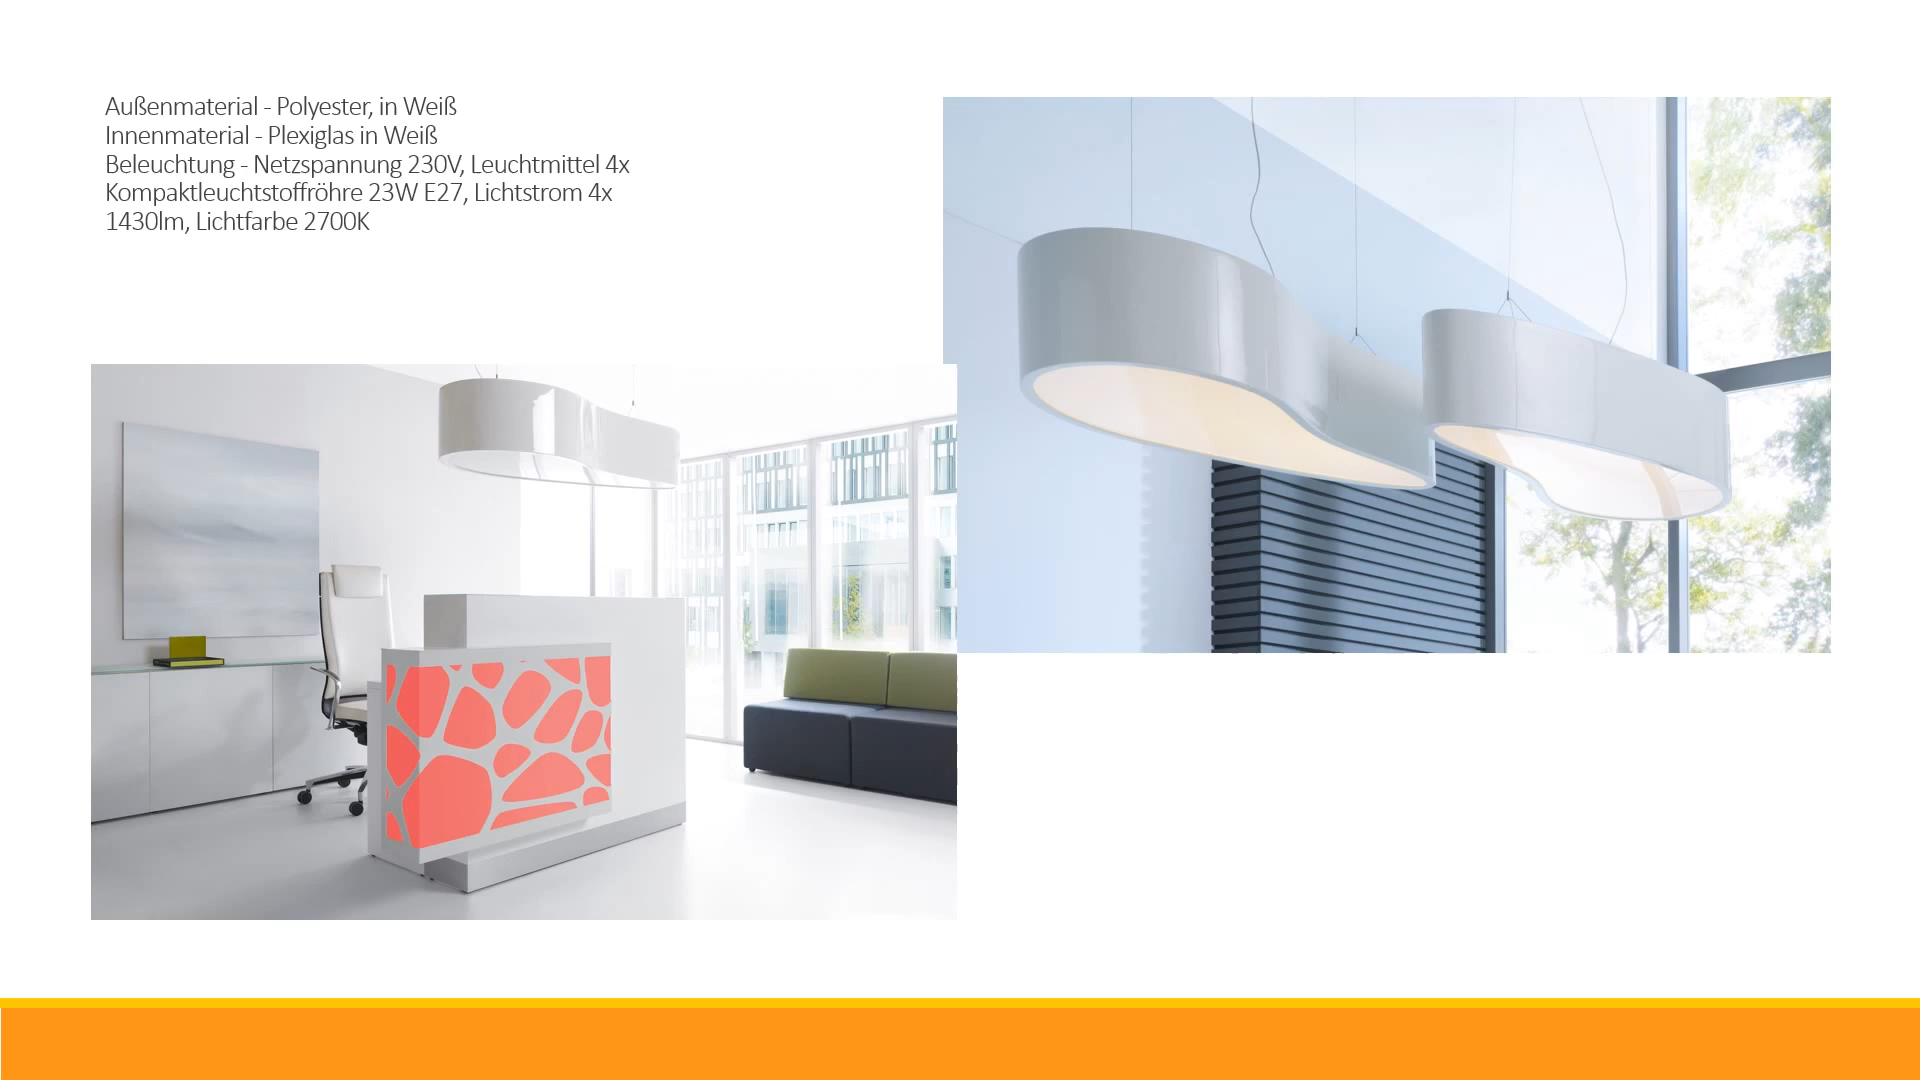 Außenmaterial - Polyester, in Weiß
Innenmaterial - Plexiglas in Weiß
Beleuchtung - Netzspannung 230V, Leuchtmittel 4x
Kompaktleuchtstoffröhre 23W E27, Lichtstrom 4x
1430lm, Lichtfarbe 2700K